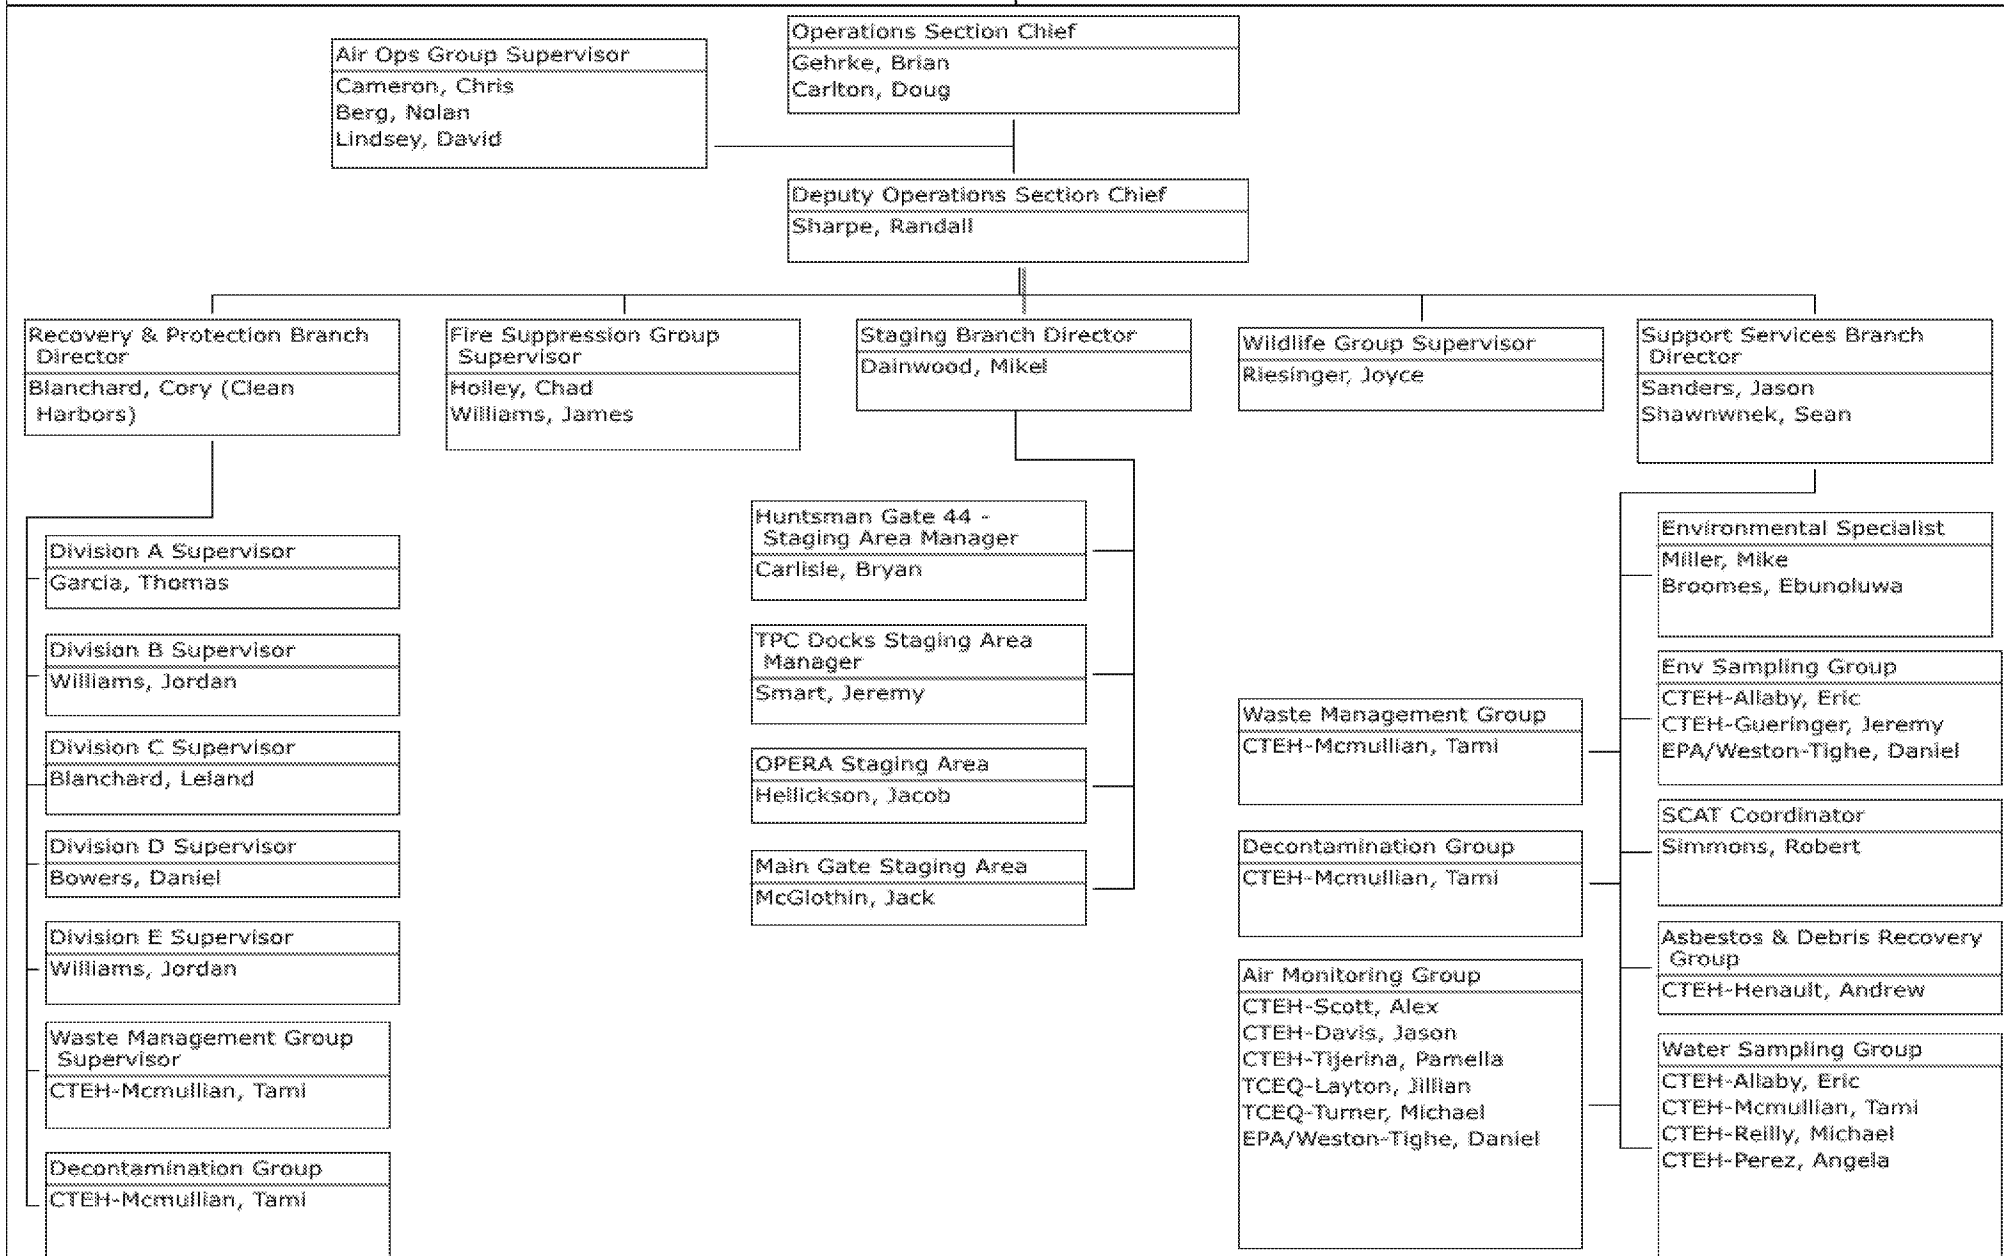 Operations Section Chief
Gehrke, Brian
Carlton, Doug
Air Ops Group Supervisor
Cameron, Chris
Berg, Nolan
Lindsey, David
Deputy Operations Section Chief
Sharpe, Randall
Recovery & Protection Branch
Director
Blanchard, Cory (Clean
Harbors)
Fire Suppression Group
Supervisor
Holley, Chad
Williams, James
Staging Branch Director
Dainwood, Mikel
Wildlife Group Supervisor
Riesinger, Joyce
Support Services Branch
Director
Sanders, Jason
Shawnwnek, Sean
Division A Supervisor
Garcia, Thomas
Division B Supervisor
Williams, Jordan
Division C Supervisor
Blanchard, Leland
Division D Supervisor
Bowers, Daniel
Division E Supervisor
Williams, Jordan
Waste Management Group
Supervisor
CTEH-Mcmullian, Tami
Decontamination Group
CTEH-Mcmullian, Tami
Huntsman Gate 44 -
Staging Area Manager
Carlisle, Bryan
TPC Docks Staging Area
Manager
Smart, Jeremy
OPERA Staging Area
Hellickson, Jacob
Main Gate Staging Area
McGlothin, Jack
Waste Management Group
CTEH-Mcmullian, Tami
Decontamination Group
CTEH-Mcmullian, Tami
Air Monitoring Group
CTEH-Scott, Alex
CTEH-Davis, Jason
CTEH-Tijerina, Pamella
TCEQ-Layton, Jillian
TCEQ-Turner, Michael
EPA/Weston-Tighe, Daniel
Environmental Specialist
Miller, Mike
Broomes, Ebunoluwa
Env Sampling Group
CTEH-Allaby, Eric
CTEH-Gueringer, Jeremy
EPA/Weston-Tighe, Daniel
SCAT Coordinator
Simmons, Robert
Asbestos & Debris Recovery
Group
CTEH-Henault, Andrew
Water Sampling Group
CTEH-Allaby, Eric
CTEH-Mcmullian, Tami
CTEH-Reilly, Michael
CTEH-Perez, Angela